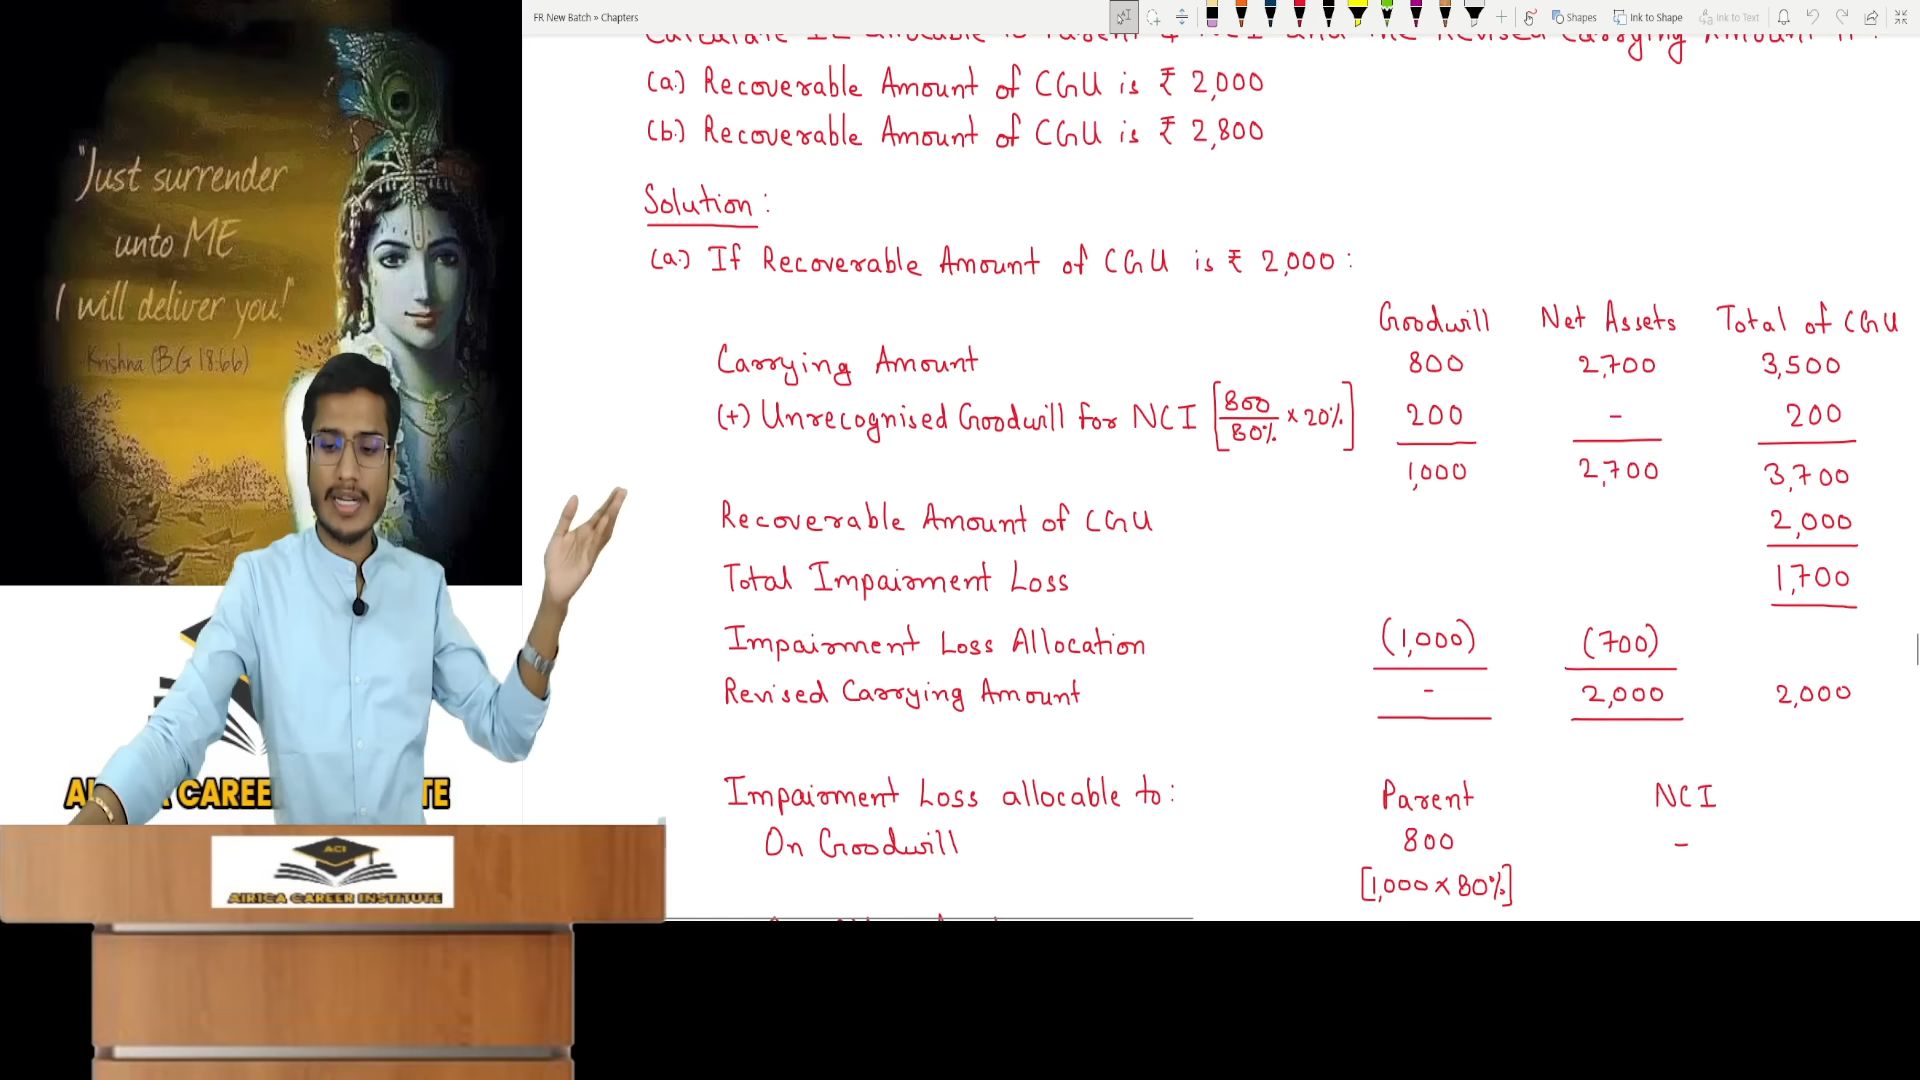 FR New Batch » Chapters
Shapes
Ink to Shape
Ink to Text
(a.) Recoverable Amount of CGU is ₹ 2,000
(b.) Recoverable Amount of CGU is ₹ 2,800
"Just surrender
unto ME
I will deliver you!"
-Krishna (B.G 18.66)
Solution :
(a.) If Recoverable Amount of CGU is ₹ 2,000 :
Goodwill Net Assets Total of CGU
Carrying Amount 800 2,700 3,500
(+) Unrecognised Goodwill for NCI [800/80% × 20%] 200 - 200
1,000 2,700 3,700
Recoverable Amount of CGU 2,000
Total Impairment Loss 1,700
Impairment Loss Allocation (1,000) (700)
Revised Carrying Amount - 2,000 2,000
Impairment Loss allocable to : Parent NCI
On Goodwill 800 -
[1,000 × 80%]
CAREE
TE
ACI
AIRICA CAREER INSTITUTE